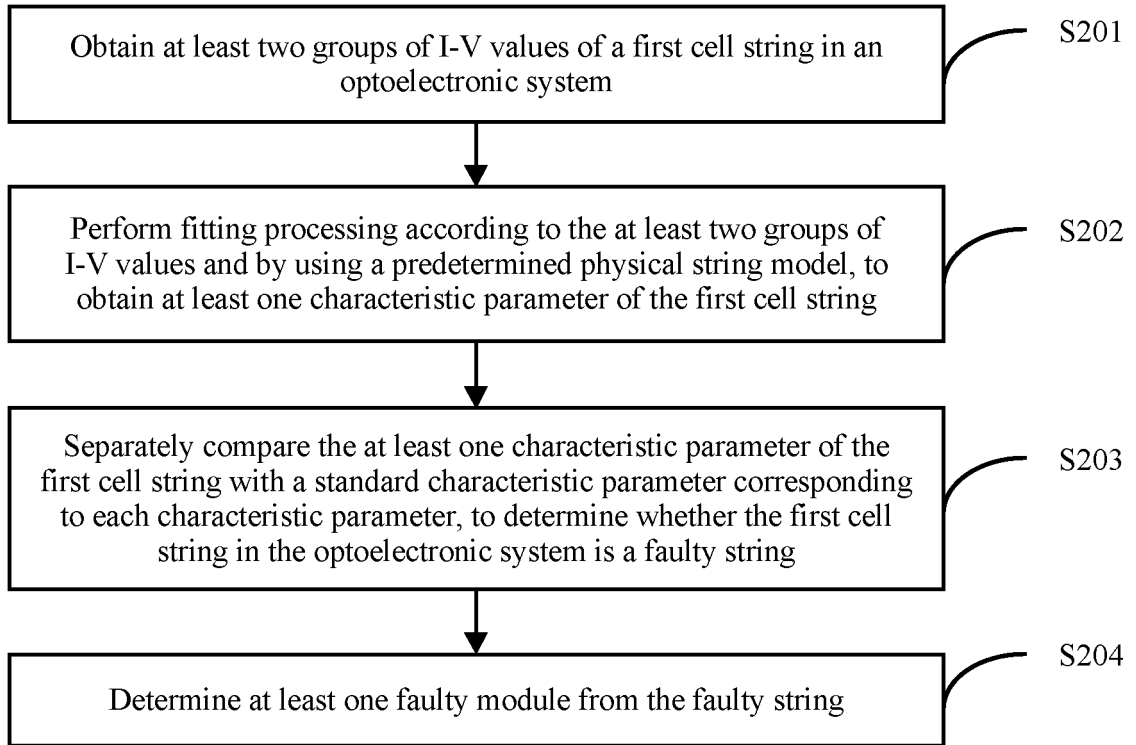 Obtain at least two groups of I-V values of a first cell string in an
optoelectronic system
S201
Perform fitting processing according to the at least two groups of
I-V values and by using a predetermined physical string model, to
obtain at least one characteristic parameter of the first cell string
S202
Separately compare the at least one characteristic parameter of the
first cell string with a standard characteristic parameter corresponding
to each characteristic parameter, to determine whether the first cell
string in the optoelectronic system is a faulty string
S203
Determine at least one faulty module from the faulty string
S204